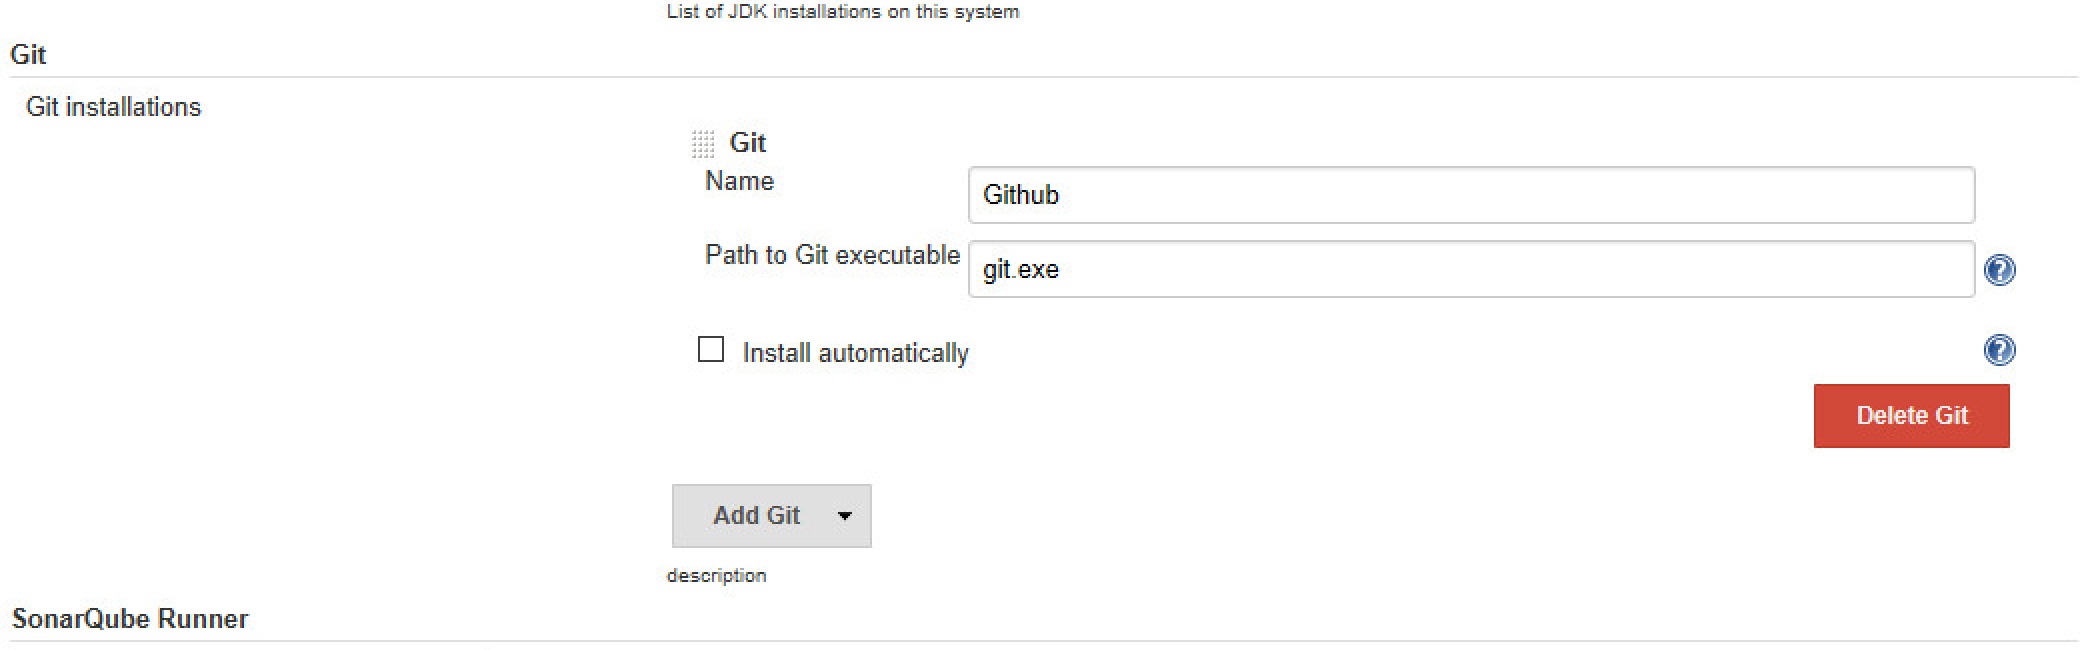 List of JDK installations on this system
Git
Git installations
Git
Name
Github
Path to Git executable
git.exe
?
Install automatically
?
Delete Git
Add Git
description
SonarQube Runner